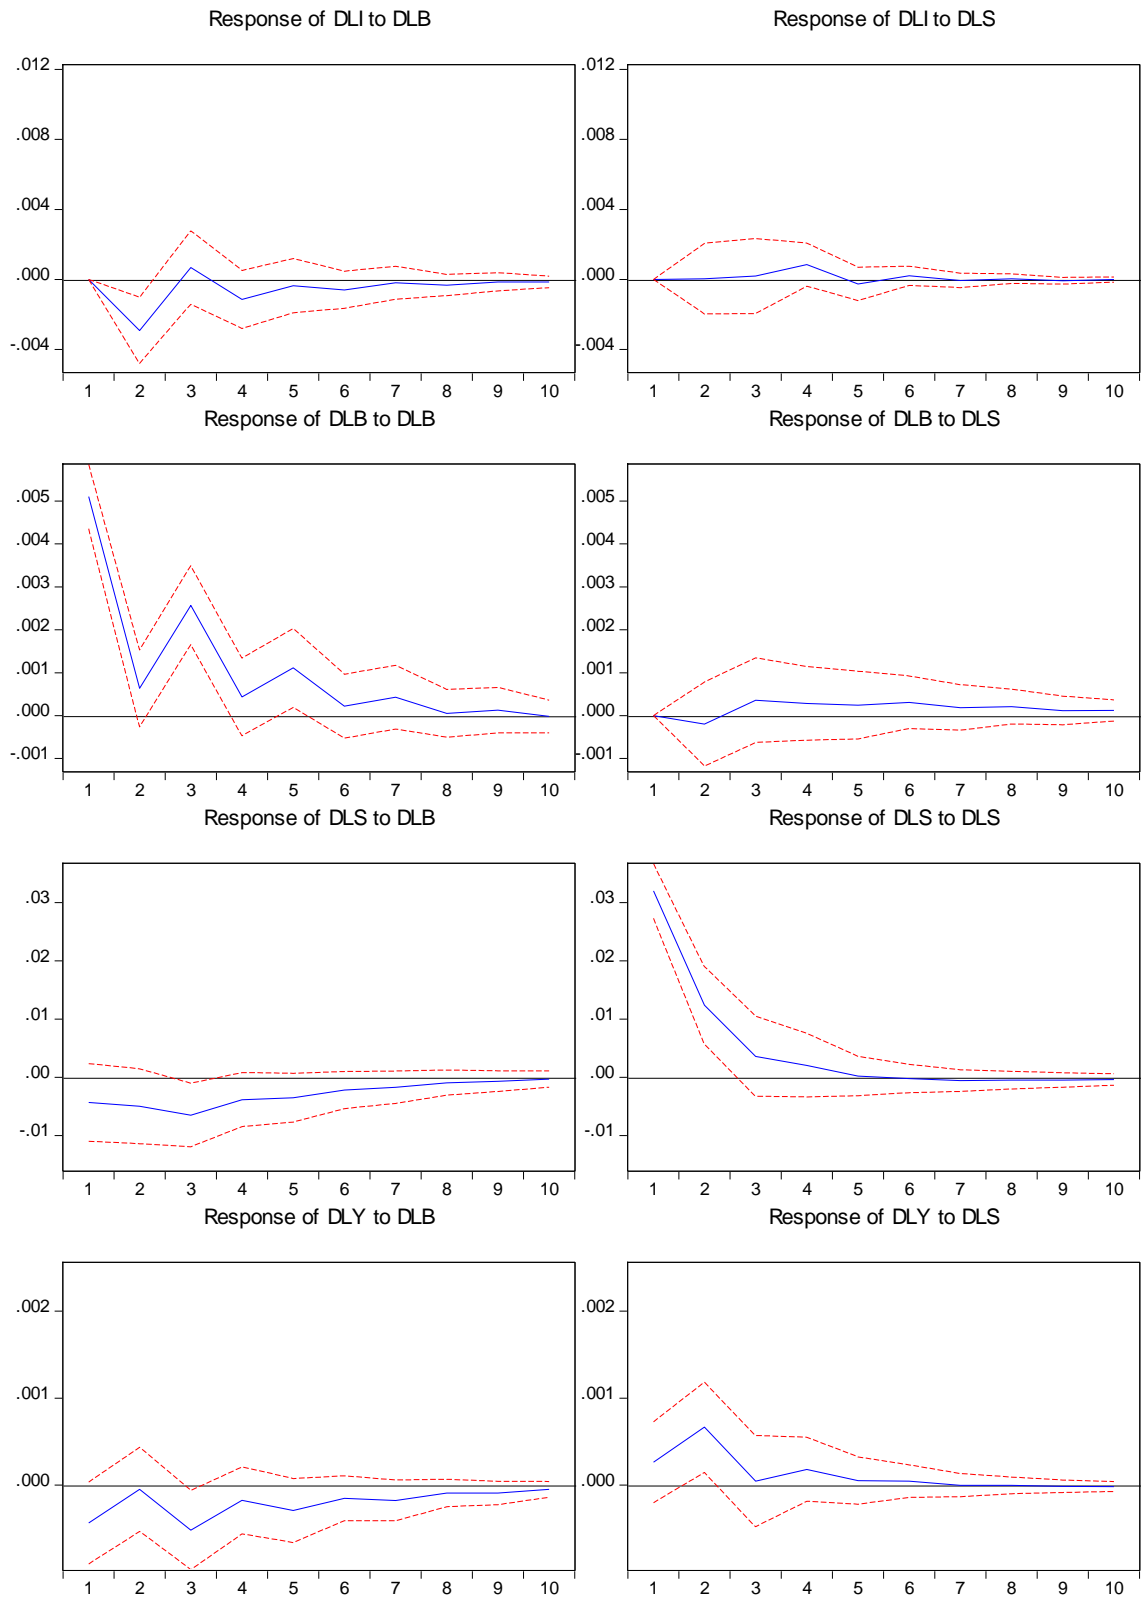 Response of DLI to DLB
Response of DLI to DLS
.012
.008
.004
.000
-.004
1 2 3 4 5 6 7 8 9 10
.012
.008
.004
.000
-.004
1 2 3 4 5 6 7 8 9 10
Response of DLB to DLB
Response of DLB to DLS
.005
.004
.003
.002
.001
.000
-.001
1 2 3 4 5 6 7 8 9 10
.005
.004
.003
.002
.001
.000
-.001
1 2 3 4 5 6 7 8 9 10
Response of DLS to DLB
Response of DLS to DLS
.03
.02
.01
.00
-.01
1 2 3 4 5 6 7 8 9 10
.03
.02
.01
.00
-.01
1 2 3 4 5 6 7 8 9 10
Response of DLY to DLB
Response of DLY to DLS
.002
.001
.000
1 2 3 4 5 6 7 8 9 10
.002
.001
.000
1 2 3 4 5 6 7 8 9 10